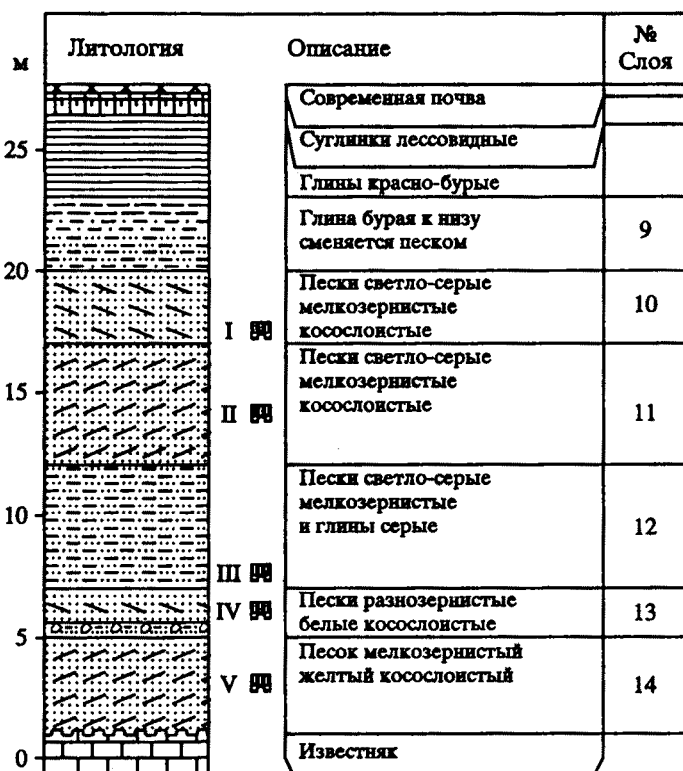 м
Литология
Описание
№
Слоя
Современная почва
Суглинки лессовидные
25
Глины красно-бурые
Глина бурая к низу
сменяется песком
9
20
Пески светло-серые
мелкозернистые
косослоистые
10
I
Пески светло-серые
мелкозернистые
косослоистые
15
II
11
Пески светло-серые
мелкозернистые
и глины серые
10
12
III
Пески разнозернистые
белые косослоистые
IV
13
5
Песок мелкозернистый
желтый косослоистый
V
14
Известняк
0